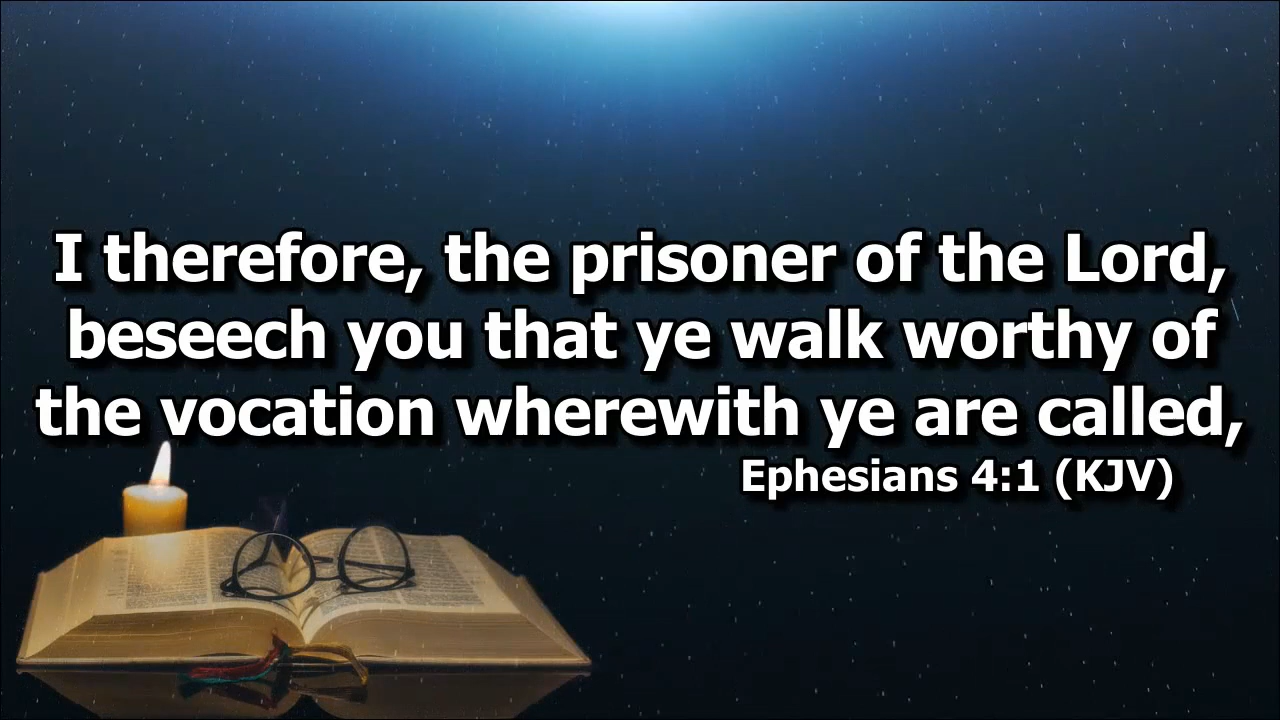 I therefore, the prisoner of the Lord,
beseech you that ye walk worthy of
the vocation wherewith ye are called,
Ephesians 4:1 (KJV)